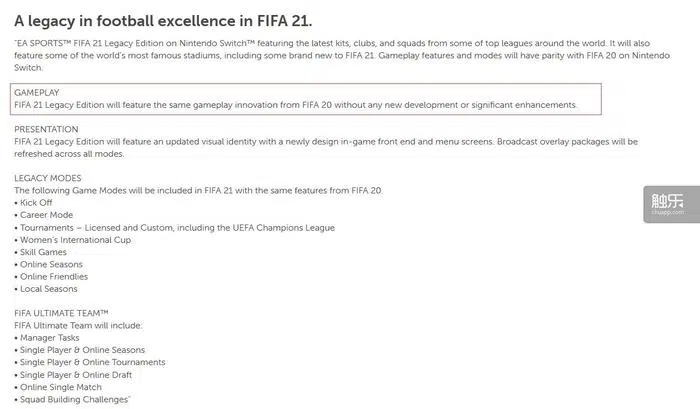 A legacy in football excellence in FIFA 21.
"EA SPORTS™ FIFA 21 Legacy Edition on Nintendo Switch™ featuring the latest kits, clubs, and squads from some of top leagues around the world. It will also
feature some of the world's most famous stadiums, including some brand new to FIFA 21. Gameplay features and modes will have parity with FIFA 20 on Nintendo
Switch.
GAMEPLAY
FIFA 21 Legacy Edition will feature the same gameplay innovation from FIFA 20 without any new development or significant enhancements.
PRESENTATION
FIFA 21 Legacy Edition will feature an updated visual identity with a newly design in-game front end and menu screens. Broadcast overlay packages will be
refreshed across all modes.
LEGACY MODES
The following Game Modes will be included in FIFA 21 with the same features from FIFA 20.
• Kick Off
• Career Mode
• Tournaments – Licensed and Custom, including the UEFA Champions League
• Women's International Cup
• Skill Games
• Online Seasons
• Online Friendlies
• Local Seasons
触乐
chuapp.com
FIFA ULTIMATE TEAM™
FIFA Ultimate Team will include:
• Manager Tasks
• Single Player & Online Seasons
• Single Player & Online Tournaments
• Single Player & Online Draft
• Online Single Match
• Squad Building Challenges"